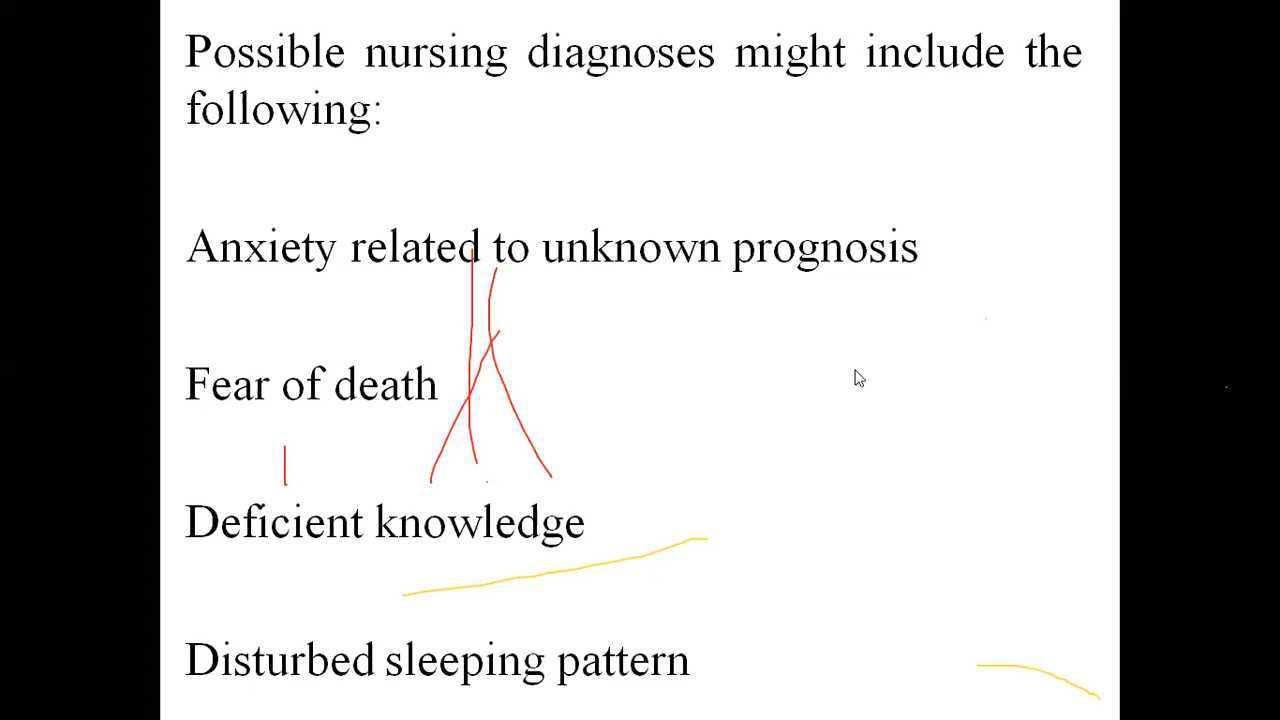 Possible nursing diagnoses might include the
following:
Anxiety related to unknown prognosis
Fear of death
Deficient knowledge
Disturbed sleeping pattern